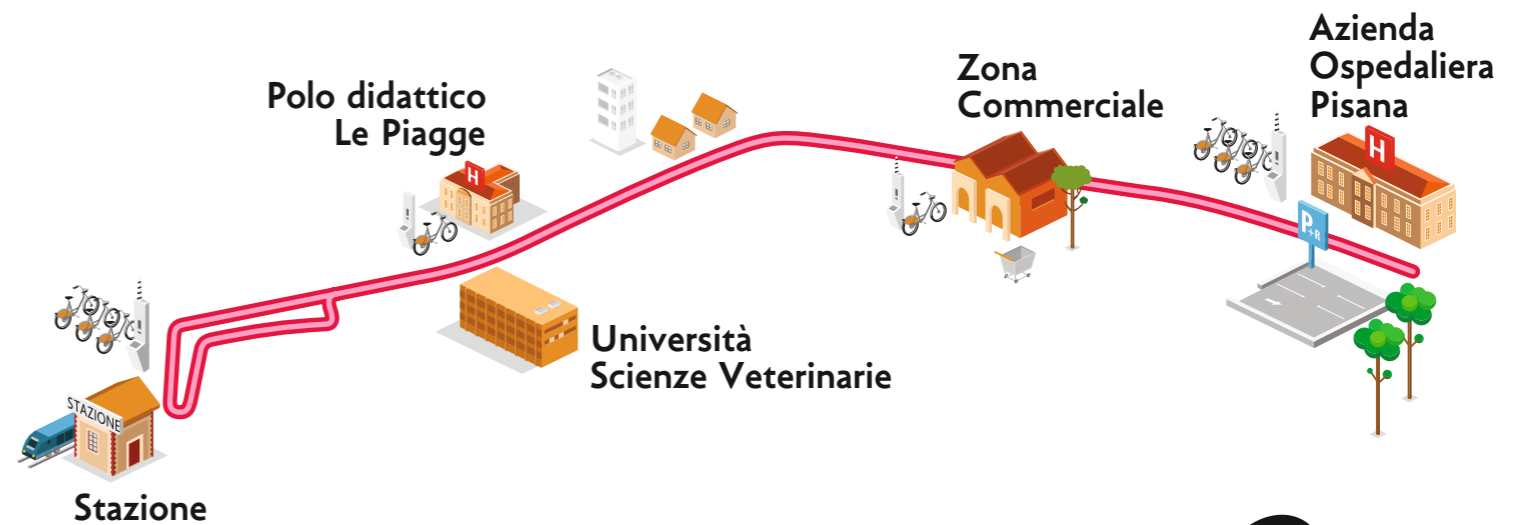 Azienda
Ospedaliera
Pisana
Zona
Commerciale
Polo didattico
Le Piagge
H
H
P+R
Università
Scienze Veterinarie
STAZIONE
Stazione